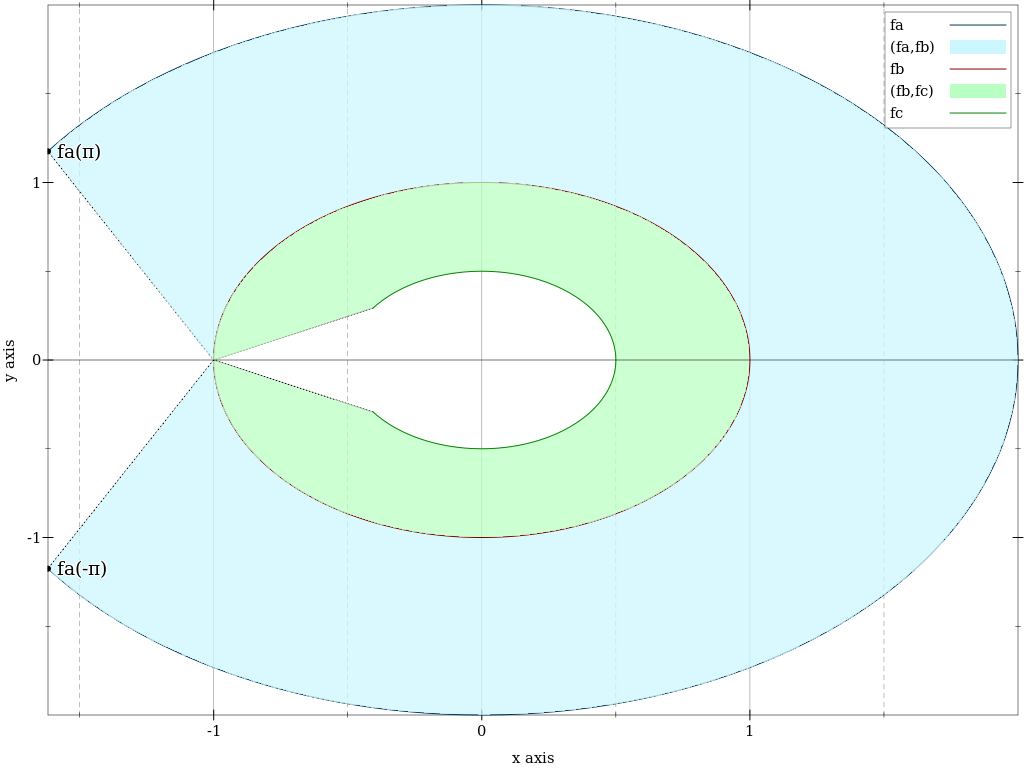 fa
(fa,fb)
fb
(fb,fc)
fc
fa(π)
1
0
y axis
-1
fa(-π)
-1
0
1
x axis